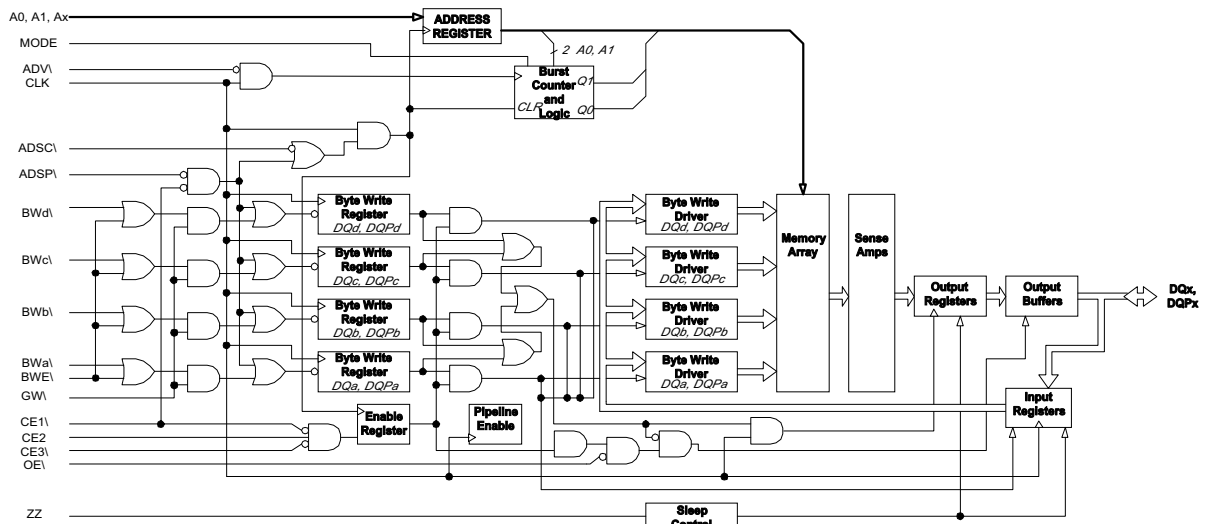 A0, A1, Ax
ADDRESS
REGISTER
MODE
2 A0, A1
ADV\
CLK
Burst
Counter
and
Logic
Q1
CLR
Q0
ADSC\
ADSP\
BWd\
Byte Write
Register
DQd, DQPd
Byte Write
Driver
DQd, DQPd
Memory
Array
Sense
Amps
BWc\
Byte Write
Register
DQc, DQPc
Byte Write
Driver
DQc, DQPc
Output
Registers
Output
Buffers
DQx,
DQPx
BWb\
Byte Write
Register
DQb, DQPb
Byte Write
Driver
DQb, DQPb
BWa\
BWE\
Byte Write
Register
DQa, DQPa
Byte Write
Driver
DQa, DQPa
GW\
Input
Registers
CE1\
CE2
CE3\
OE\
Enable
Register
Pipeline
Enable
ZZ
Sleep
Control